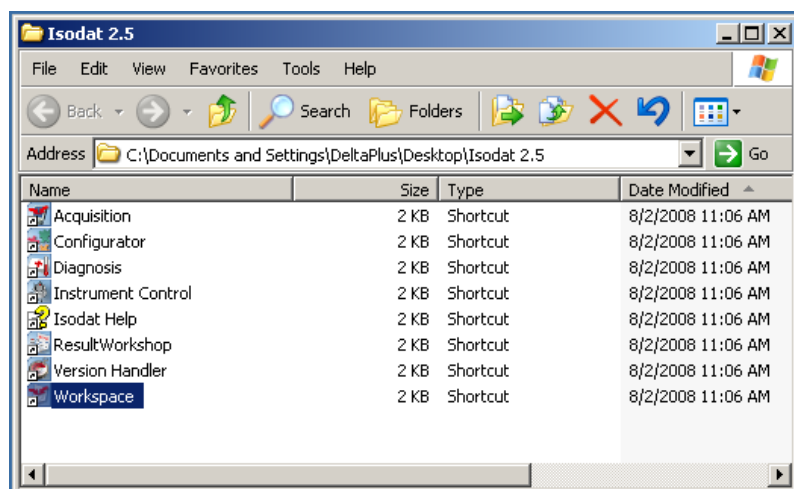 Isodat 2.5
File Edit View Favorites Tools Help
Back Search Folders
Address C:\Documents and Settings\DeltaPlus\Desktop\Isodat 2.5 Go
Name Size Type Date Modified
Acquisition 2 KB Shortcut 8/2/2008 11:06 AM
Configurator 2 KB Shortcut 8/2/2008 11:06 AM
Diagnosis 2 KB Shortcut 8/2/2008 11:06 AM
Instrument Control 2 KB Shortcut 8/2/2008 11:06 AM
Isodat Help 2 KB Shortcut 8/2/2008 11:06 AM
ResultWorkshop 2 KB Shortcut 8/2/2008 11:06 AM
Version Handler 2 KB Shortcut 8/2/2008 11:06 AM
Workspace 2 KB Shortcut 8/2/2008 11:06 AM